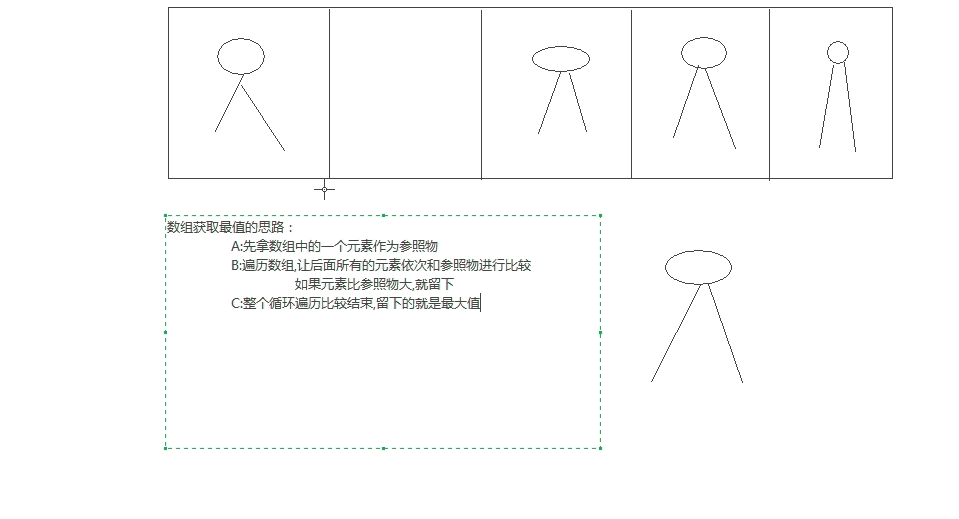 数组获取最值的思路：
A:先拿数组中的一个元素作为参照物
B:遍历数组,让后面所有的元素依次和参照物进行比较
如果元素比参照物大,就留下
C:整个循环遍历比较结束,留下的就是最大值